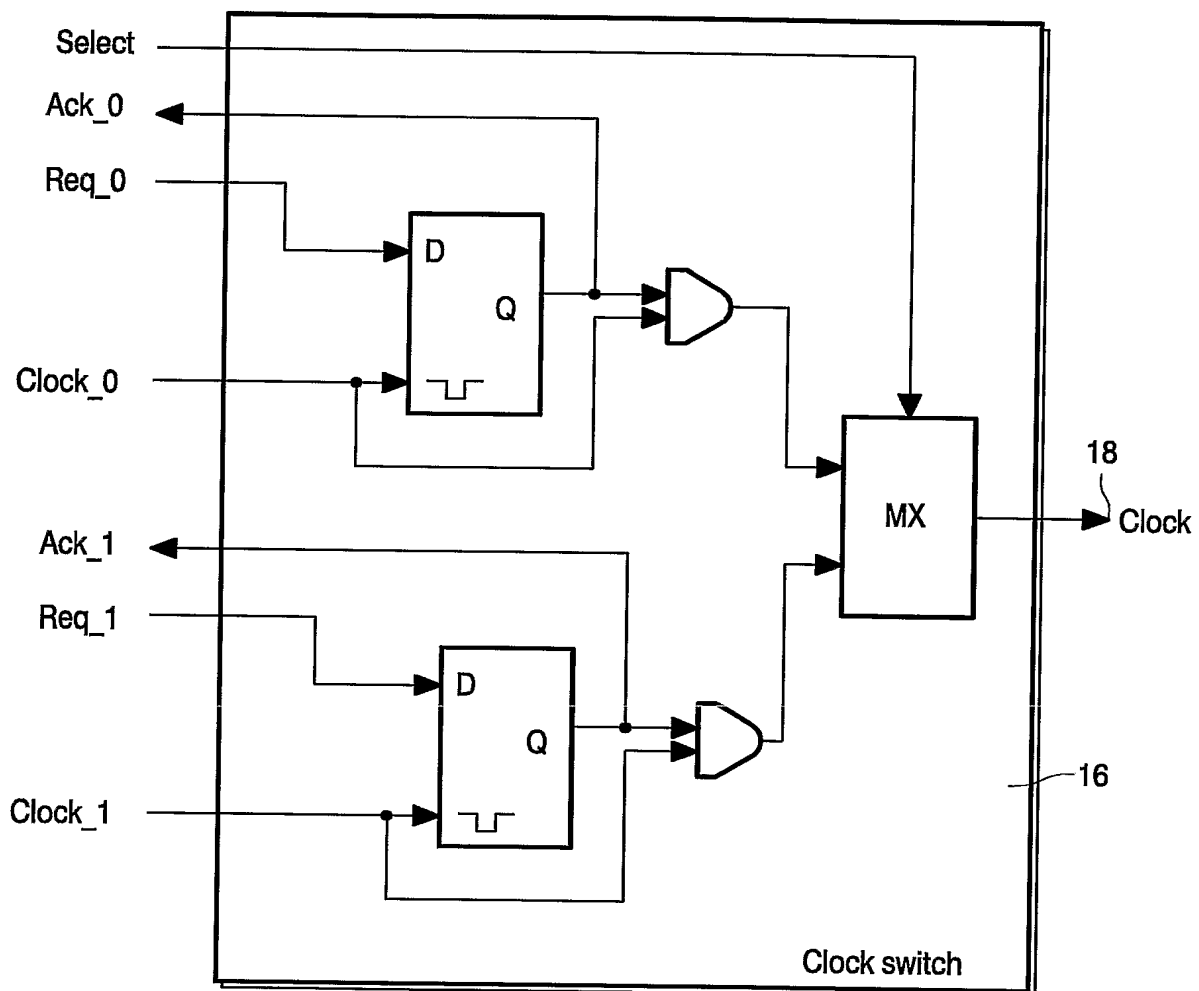 Select
Ack_0
Req_0
D
Q
Clock_0
MX
18
Clock
Ack_1
Req_1
D
Q
Clock_1
16
Clock switch